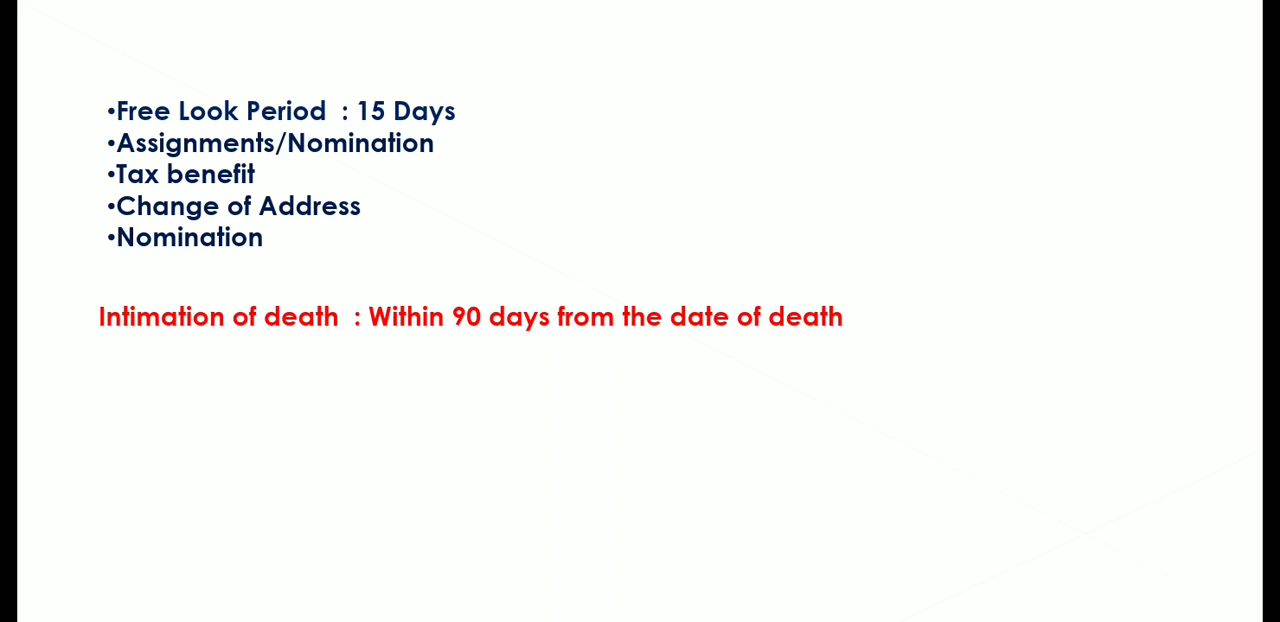 •Free Look Period : 15 Days
•Assignments/Nomination
•Tax benefit
•Change of Address
•Nomination
Intimation of death : Within 90 days from the date of death